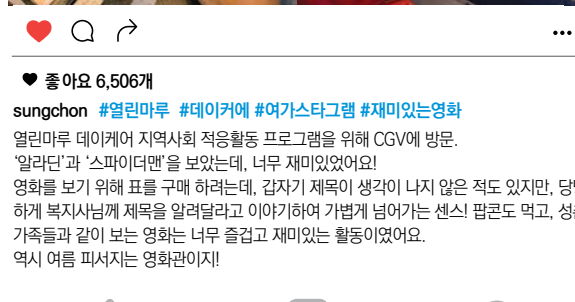 좋아요 6,506개
sungchon #열린마루 #데이커에 #여가스타그램 #재미있는영화
열린마루 데이케어 지역사회 적응활동 프로그램을 위해 CGV에 방문.
‘알라딘’과 ‘스파이더맨’을 보았는데, 너무 재미있었어요!
영화를 보기 위해 표를 구매 하려는데, 갑자기 제목이 생각이 나지 않은 적도 있지만,
하게 복지사님께 제목을 알려달라고 이야기하여 가볍게 넘어가는 센스! 팝콘도 먹고,
가족들과 같이 보는 영화는 너무 즐겁고 재미있는 활동이였어요.
역시 여름 피서지는 영화관이지!